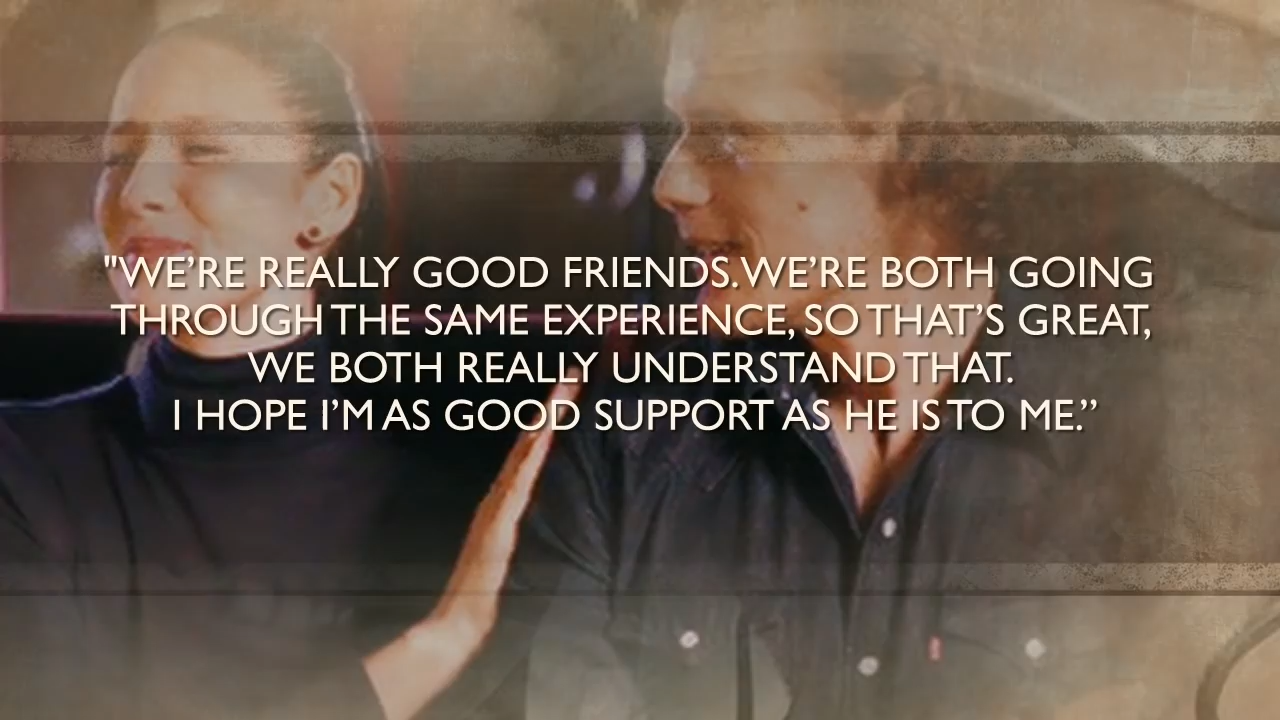 "WE’RE REALLY GOOD FRIENDS. WE’RE BOTH GOING
THROUGH THE SAME EXPERIENCE, SO THAT’S GREAT,
WE BOTH REALLY UNDERSTAND THAT.
I HOPE I’M AS GOOD SUPPORT AS HE IS TO ME.”